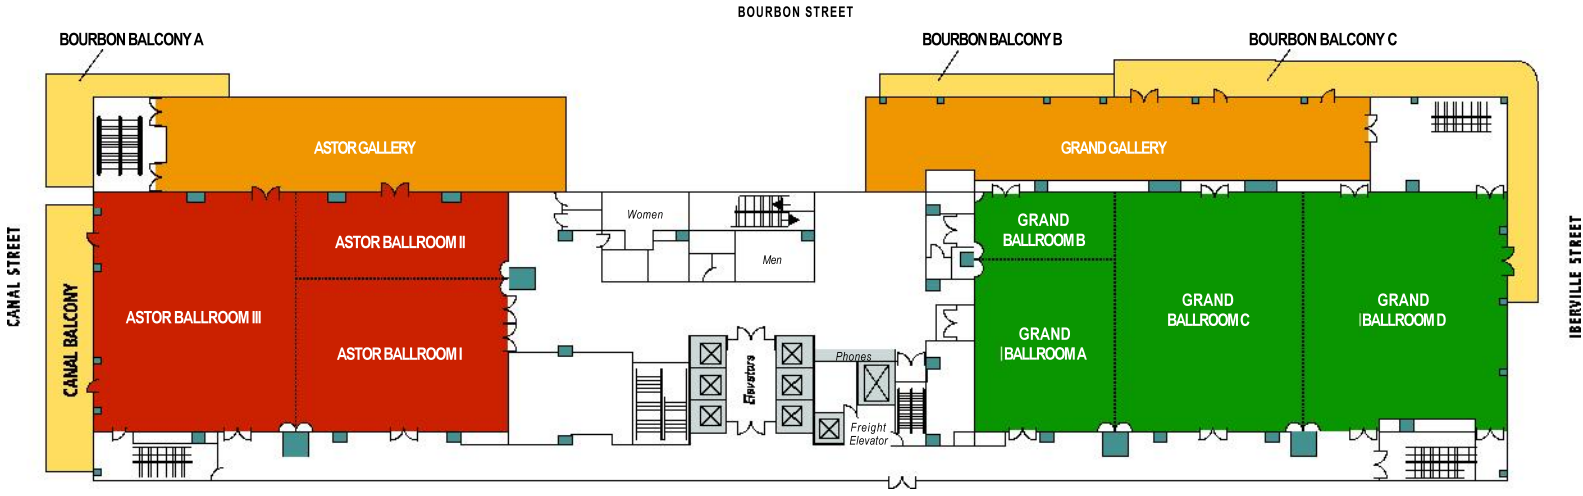 BOURBON STREET
BOURBON BALCONY A
BOURBON BALCONY B
BOURBON BALCONY C
ASTOR GALLERY
GRAND GALLERY
CANAL STREET
CANAL BALCONY
ASTOR BALLROOM III
ASTOR BALLROOM II
ASTOR BALLROOM I
Women
Men
Elevators
Phones
Freight
Elevator
GRAND
BALLROOM B
GRAND
BALLROOM A
GRAND
BALLROOM C
GRAND
BALLROOM D
IBERVILLE STREET